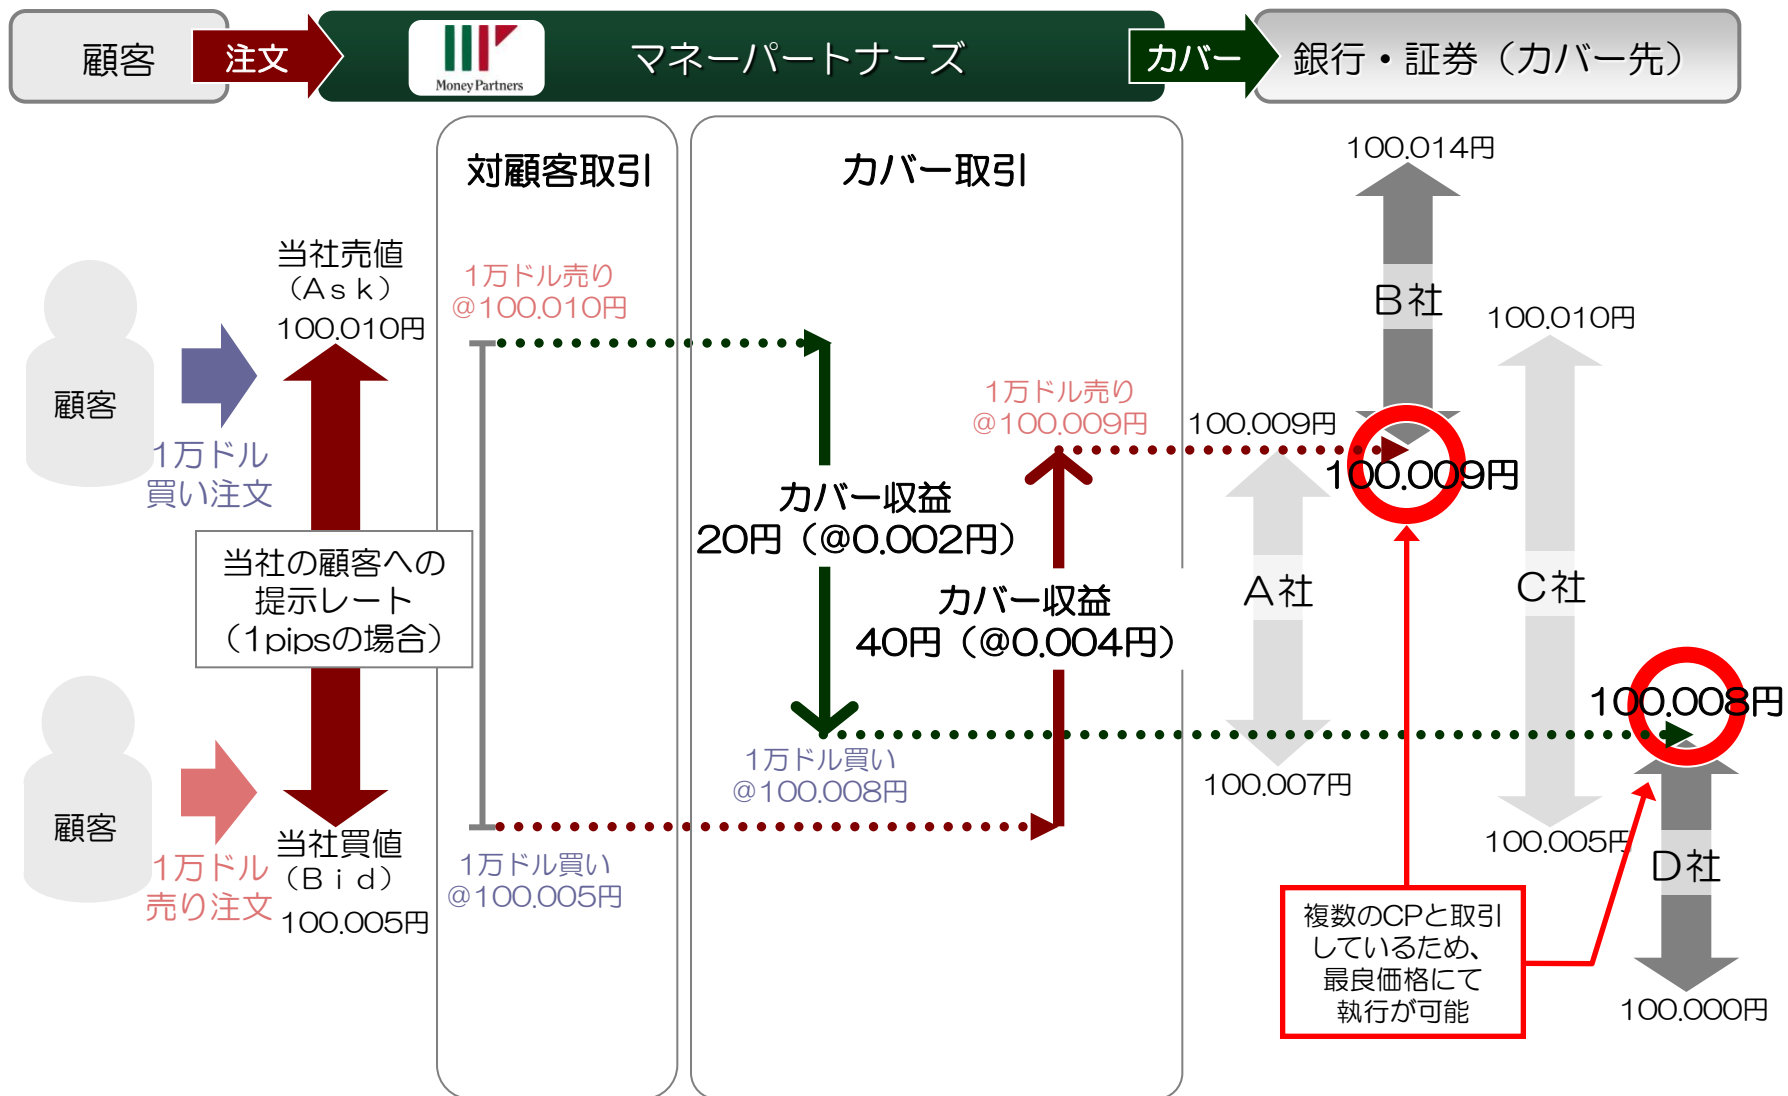 顧客
注文
Money Partners
マネーパートナーズ
カバー
銀行・証券（カバー先）
対顧客取引
カバー取引
100.014円
当社売値
（Ａｓｋ）
100.010円
1万ドル売り
@100.010円
B社
100.010円
顧客
1万ドル
買い注文
1万ドル売り
@100.009円
100.009円
100.009円
カバー収益
20円（@0.002円）
当社の顧客への
提示レート
（1pipsの場合）
カバー収益
40円（@0.004円）
A社
C社
100.008円
1万ドル買い
@100.008円
100.007円
顧客
1万ドル
売り注文
当社買値
（Ｂｉｄ）
100.005円
1万ドル買い
@100.005円
100.005円
D社
複数のCPと取引
しているため、
最良価格にて
執行が可能
100.000円